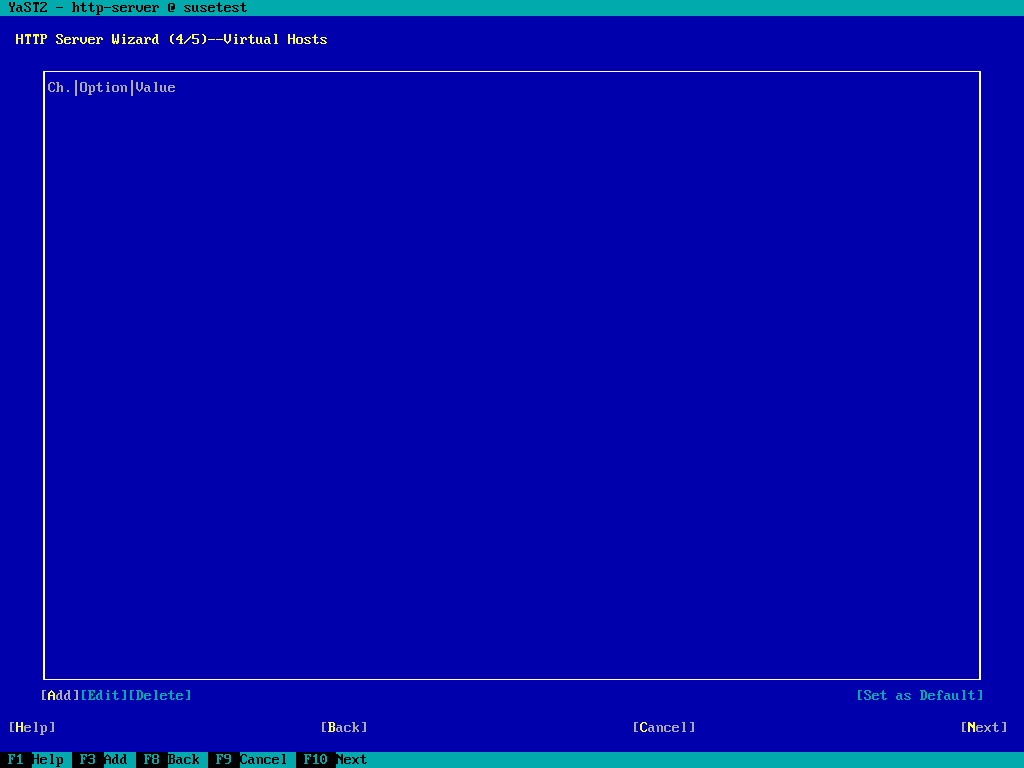 YaST2 - http-server @ susetest
HTTP Server Wizard (4/5)--Virtual Hosts
Ch.|Option|Value
[Add][Edit][Delete] [Set as Default]
[Help] [Back] [Cancel] [Next]
F1 Help F3 Add F8 Back F9 Cancel F10 Next